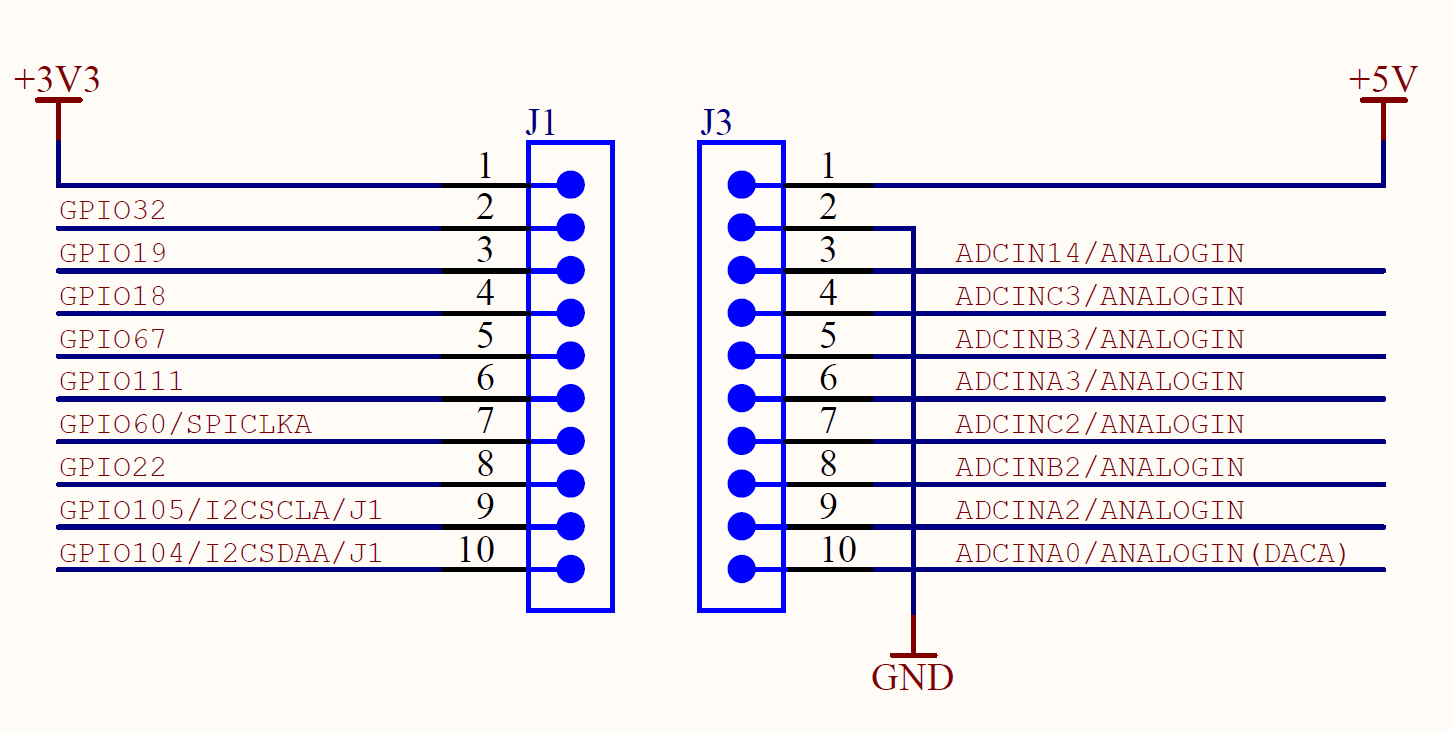 +3V3
+5V
J1
J3
1
1
GPIO32
2
2
GPIO19
3
3
ADCIN14/ANALOGIN
GPIO18
4
4
ADCINC3/ANALOGIN
GPIO67
5
5
ADCINB3/ANALOGIN
GPIO111
6
6
ADCINA3/ANALOGIN
GPIO60/SPICLKA
7
7
ADCINC2/ANALOGIN
GPIO22
8
8
ADCINB2/ANALOGIN
GPIO105/I2CSCLA/J1
9
9
ADCINA2/ANALOGIN
GPIO104/I2CSDAA/J1
10
10
ADCINA0/ANALOGIN(DACA)
GND